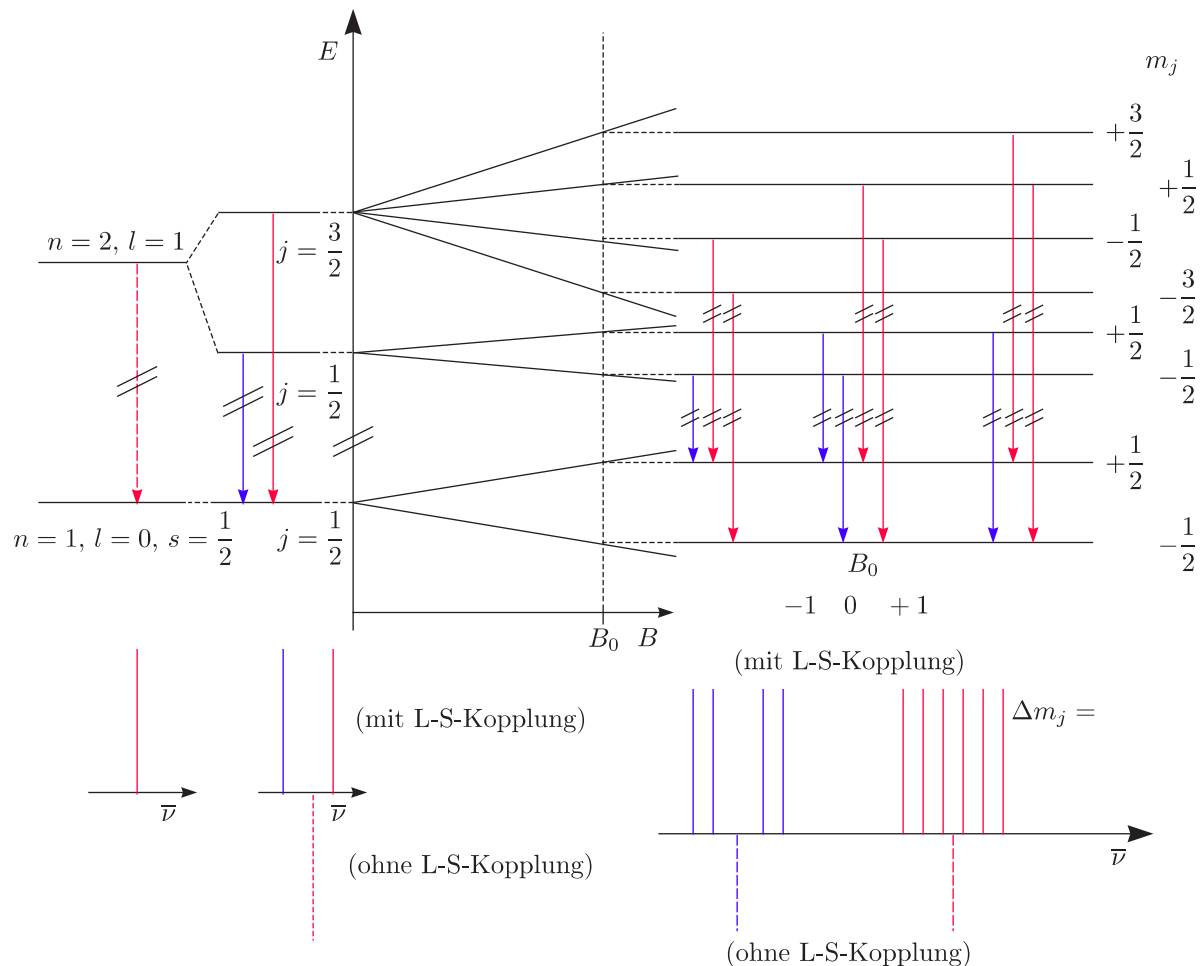 E
m_j
+3/2
+1/2
n = 2, l = 1
j = 3/2
-1/2
-3/2
+1/2
j = 1/2
-1/2
+1/2
n = 1, l = 0, s = 1/2
j = 1/2
-1/2
B_0
-1 0 +1
B_0 B
(mit L-S-Kopplung)
(mit L-S-Kopplung)
Δm_j =
ν̅
ν̅
ν̅
(ohne L-S-Kopplung)
(ohne L-S-Kopplung)